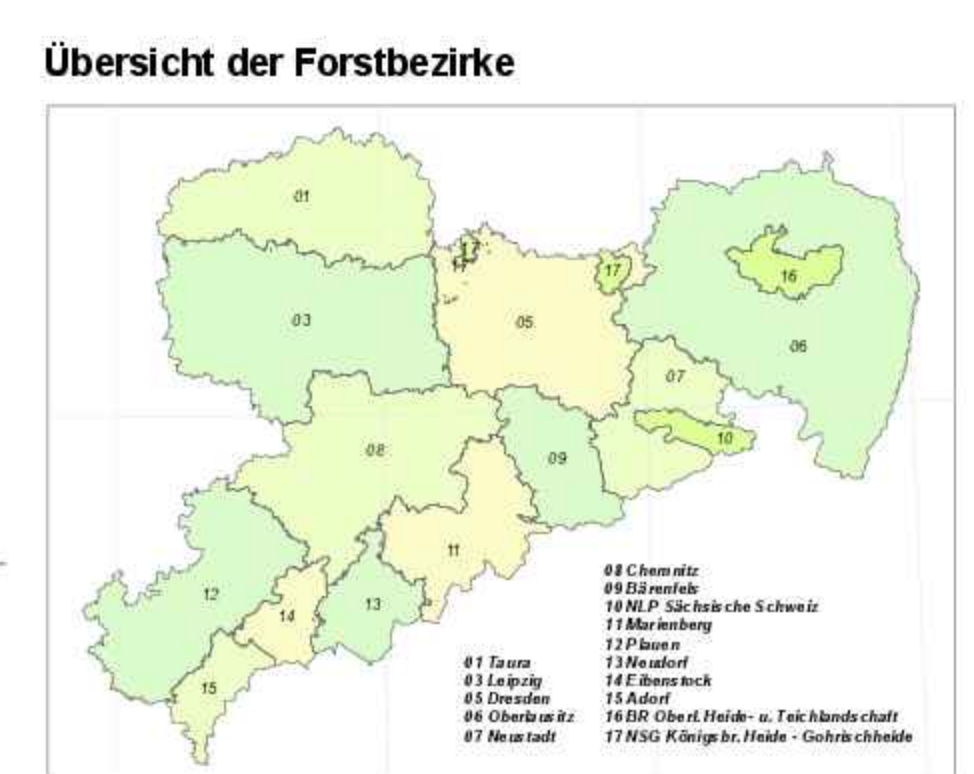 Übersicht der Forstbezirke
01
17
17
17
16
03
05
06
07
10
08
09
11
12
13
14
15
08 Chemnitz
09 Bärenfels
10 NLP Sächsische Schweiz
11 Marienberg
12 Plauen
01 Taura
13 Neudorf
03 Leipzig
14 Eibenstock
05 Dresden
15 Adorf
06 Oberlausitz
16 BR Oberl. Heide- u. Teichlandschaft
07 Neustadt
17 NSG Königsbr. Heide - Gohrischheide